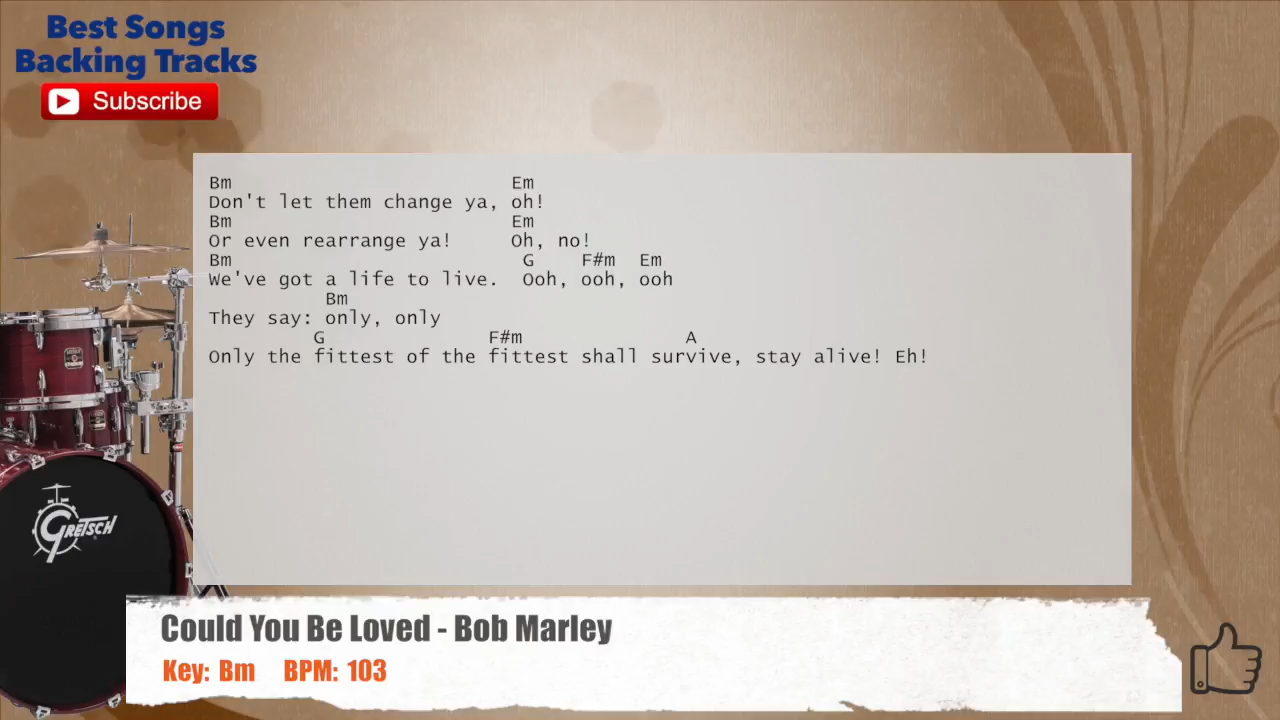 Best Songs
Backing Tracks
Subscribe
Bm                        Em
Don't let them change ya, oh!
Bm                        Em
Or even rearrange ya!     Oh, no!
Bm                         G    F#m  Em
We've got a life to live.  Ooh, ooh, ooh
          Bm
They say: only, only
         G              F#m              A
Only the fittest of the fittest shall survive, stay alive! Eh!
GRETSCH
Could You Be Loved - Bob Marley
Key: Bm    BPM: 103